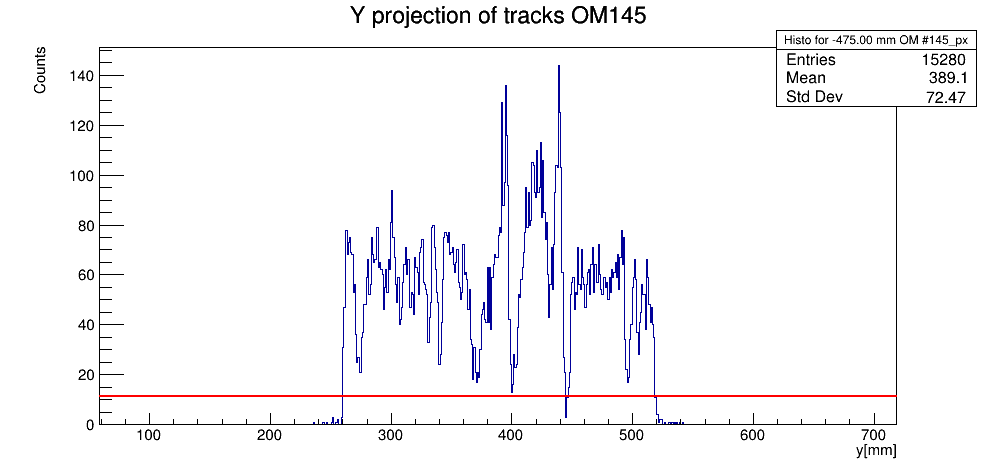 Y projection of tracks OM145
Histo for -475.00 mm OM #145_px
Entries 15280
Mean 389.1
Std Dev 72.47
Counts
140
120
100
80
60
40
20
0
100 200 300 400 500 600 700
y[mm]